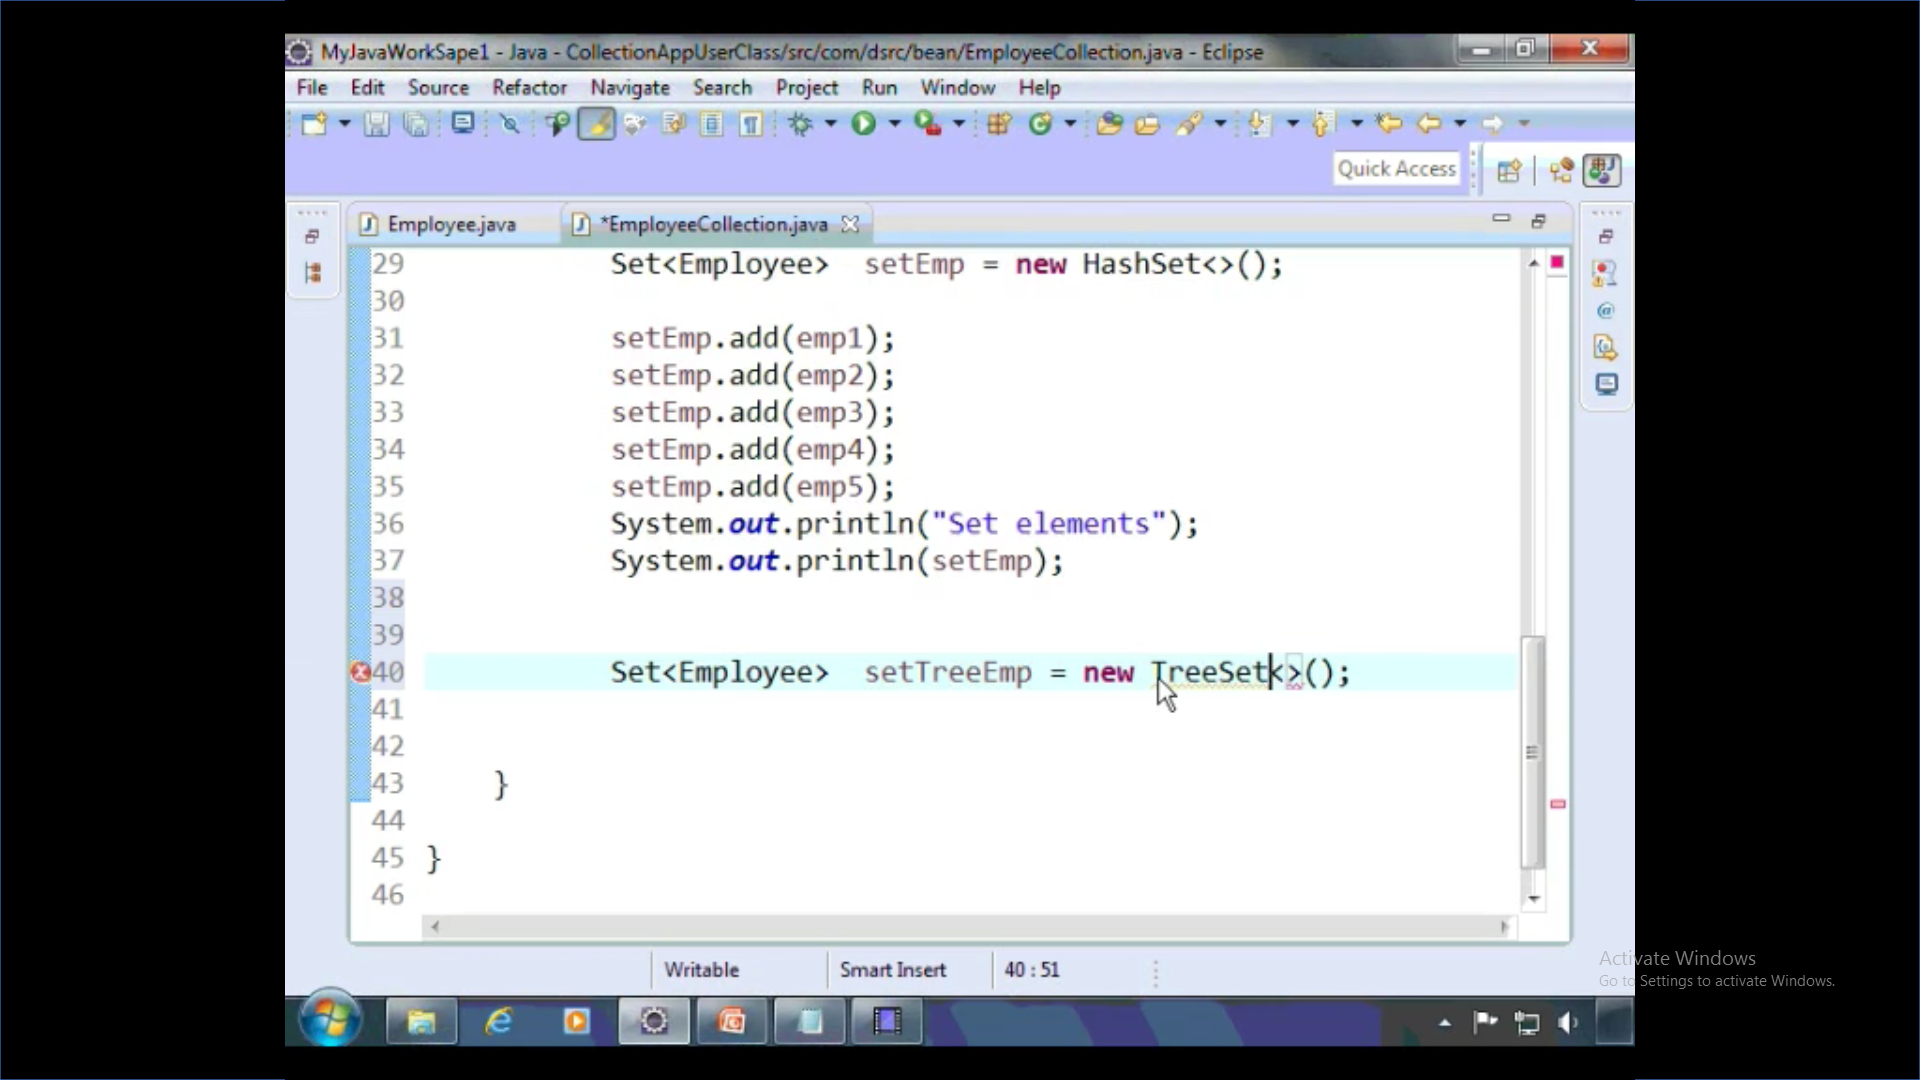 MyJavaWorkSape1 - Java - CollectionAppUserClass/src/com/dsrc/bean/EmployeeCollection.java - Eclipse
File Edit Source Refactor Navigate Search Project Run Window Help
Quick Access
Employee.java *EmployeeCollection.java
29 Set<Employee> setEmp = new HashSet<>();
30
31 setEmp.add(emp1);
32 setEmp.add(emp2);
33 setEmp.add(emp3);
34 setEmp.add(emp4);
35 setEmp.add(emp5);
36 System.out.println("Set elements");
37 System.out.println(setEmp);
38
39
40 Set<Employee> setTreeEmp = new TreeSet<>();
41
42
43 }
44
45 }
46
Writable Smart Insert 40 : 51
Activate Windows
Go to Settings to activate Windows.